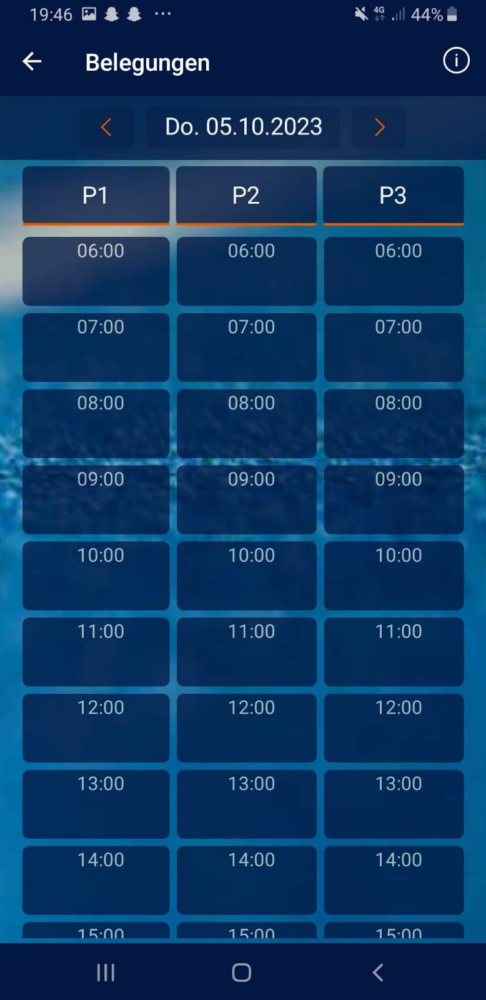 19:46 ... 4G 44%
Belegungen
Do. 05.10.2023
P1 P2 P3
06:00 06:00 06:00
07:00 07:00 07:00
08:00 08:00 08:00
09:00 09:00 09:00
10:00 10:00 10:00
11:00 11:00 11:00
12:00 12:00 12:00
13:00 13:00 13:00
14:00 14:00 14:00
15:00 15:00 15:00